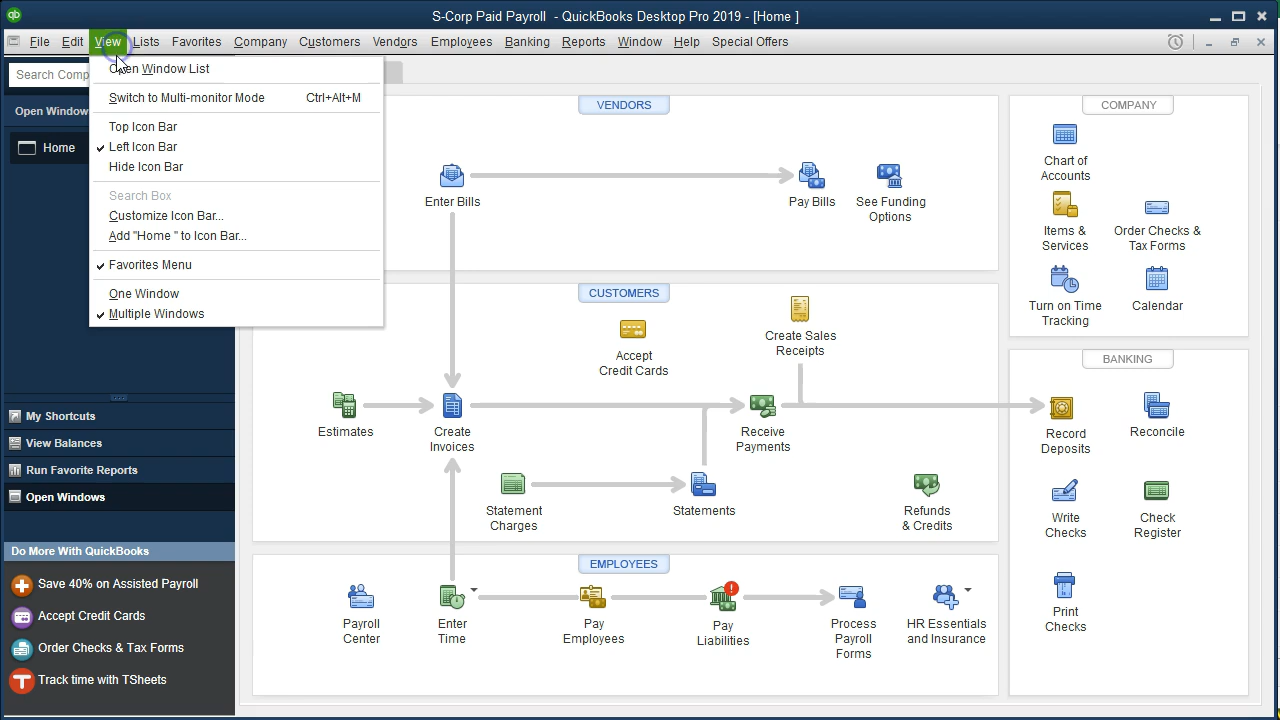 S-Corp Paid Payroll - QuickBooks Desktop Pro 2019 - [Home ]
File Edit View Lists Favorites Company Customers Vendors Employees Banking Reports Window Help Special Offers
Search Comp
Open Window
Home
Open Window List
Switch to Multi-monitor Mode Ctrl+Alt+M
Top Icon Bar
Left Icon Bar
Hide Icon Bar
Search Box
Customize Icon Bar...
Add "Home " to Icon Bar...
Favorites Menu
One Window
Multiple Windows
My Shortcuts
View Balances
Run Favorite Reports
Open Windows
Do More With QuickBooks
Save 40% on Assisted Payroll
Accept Credit Cards
Order Checks & Tax Forms
Track time with TSheets
VENDORS
Enter Bills
Pay Bills
See Funding
Options
CUSTOMERS
Accept
Credit Cards
Create Sales
Receipts
Estimates
Create
Invoices
Receive
Payments
Statement
Charges
Statements
Refunds
& Credits
EMPLOYEES
Payroll
Center
Enter
Time
Pay
Employees
Pay
Liabilities
Process
Payroll
Forms
HR Essentials
and Insurance
COMPANY
Chart of
Accounts
Items &
Services
Order Checks &
Tax Forms
Turn on Time
Tracking
Calendar
BANKING
Record
Deposits
Reconcile
Write
Checks
Check
Register
Print
Checks